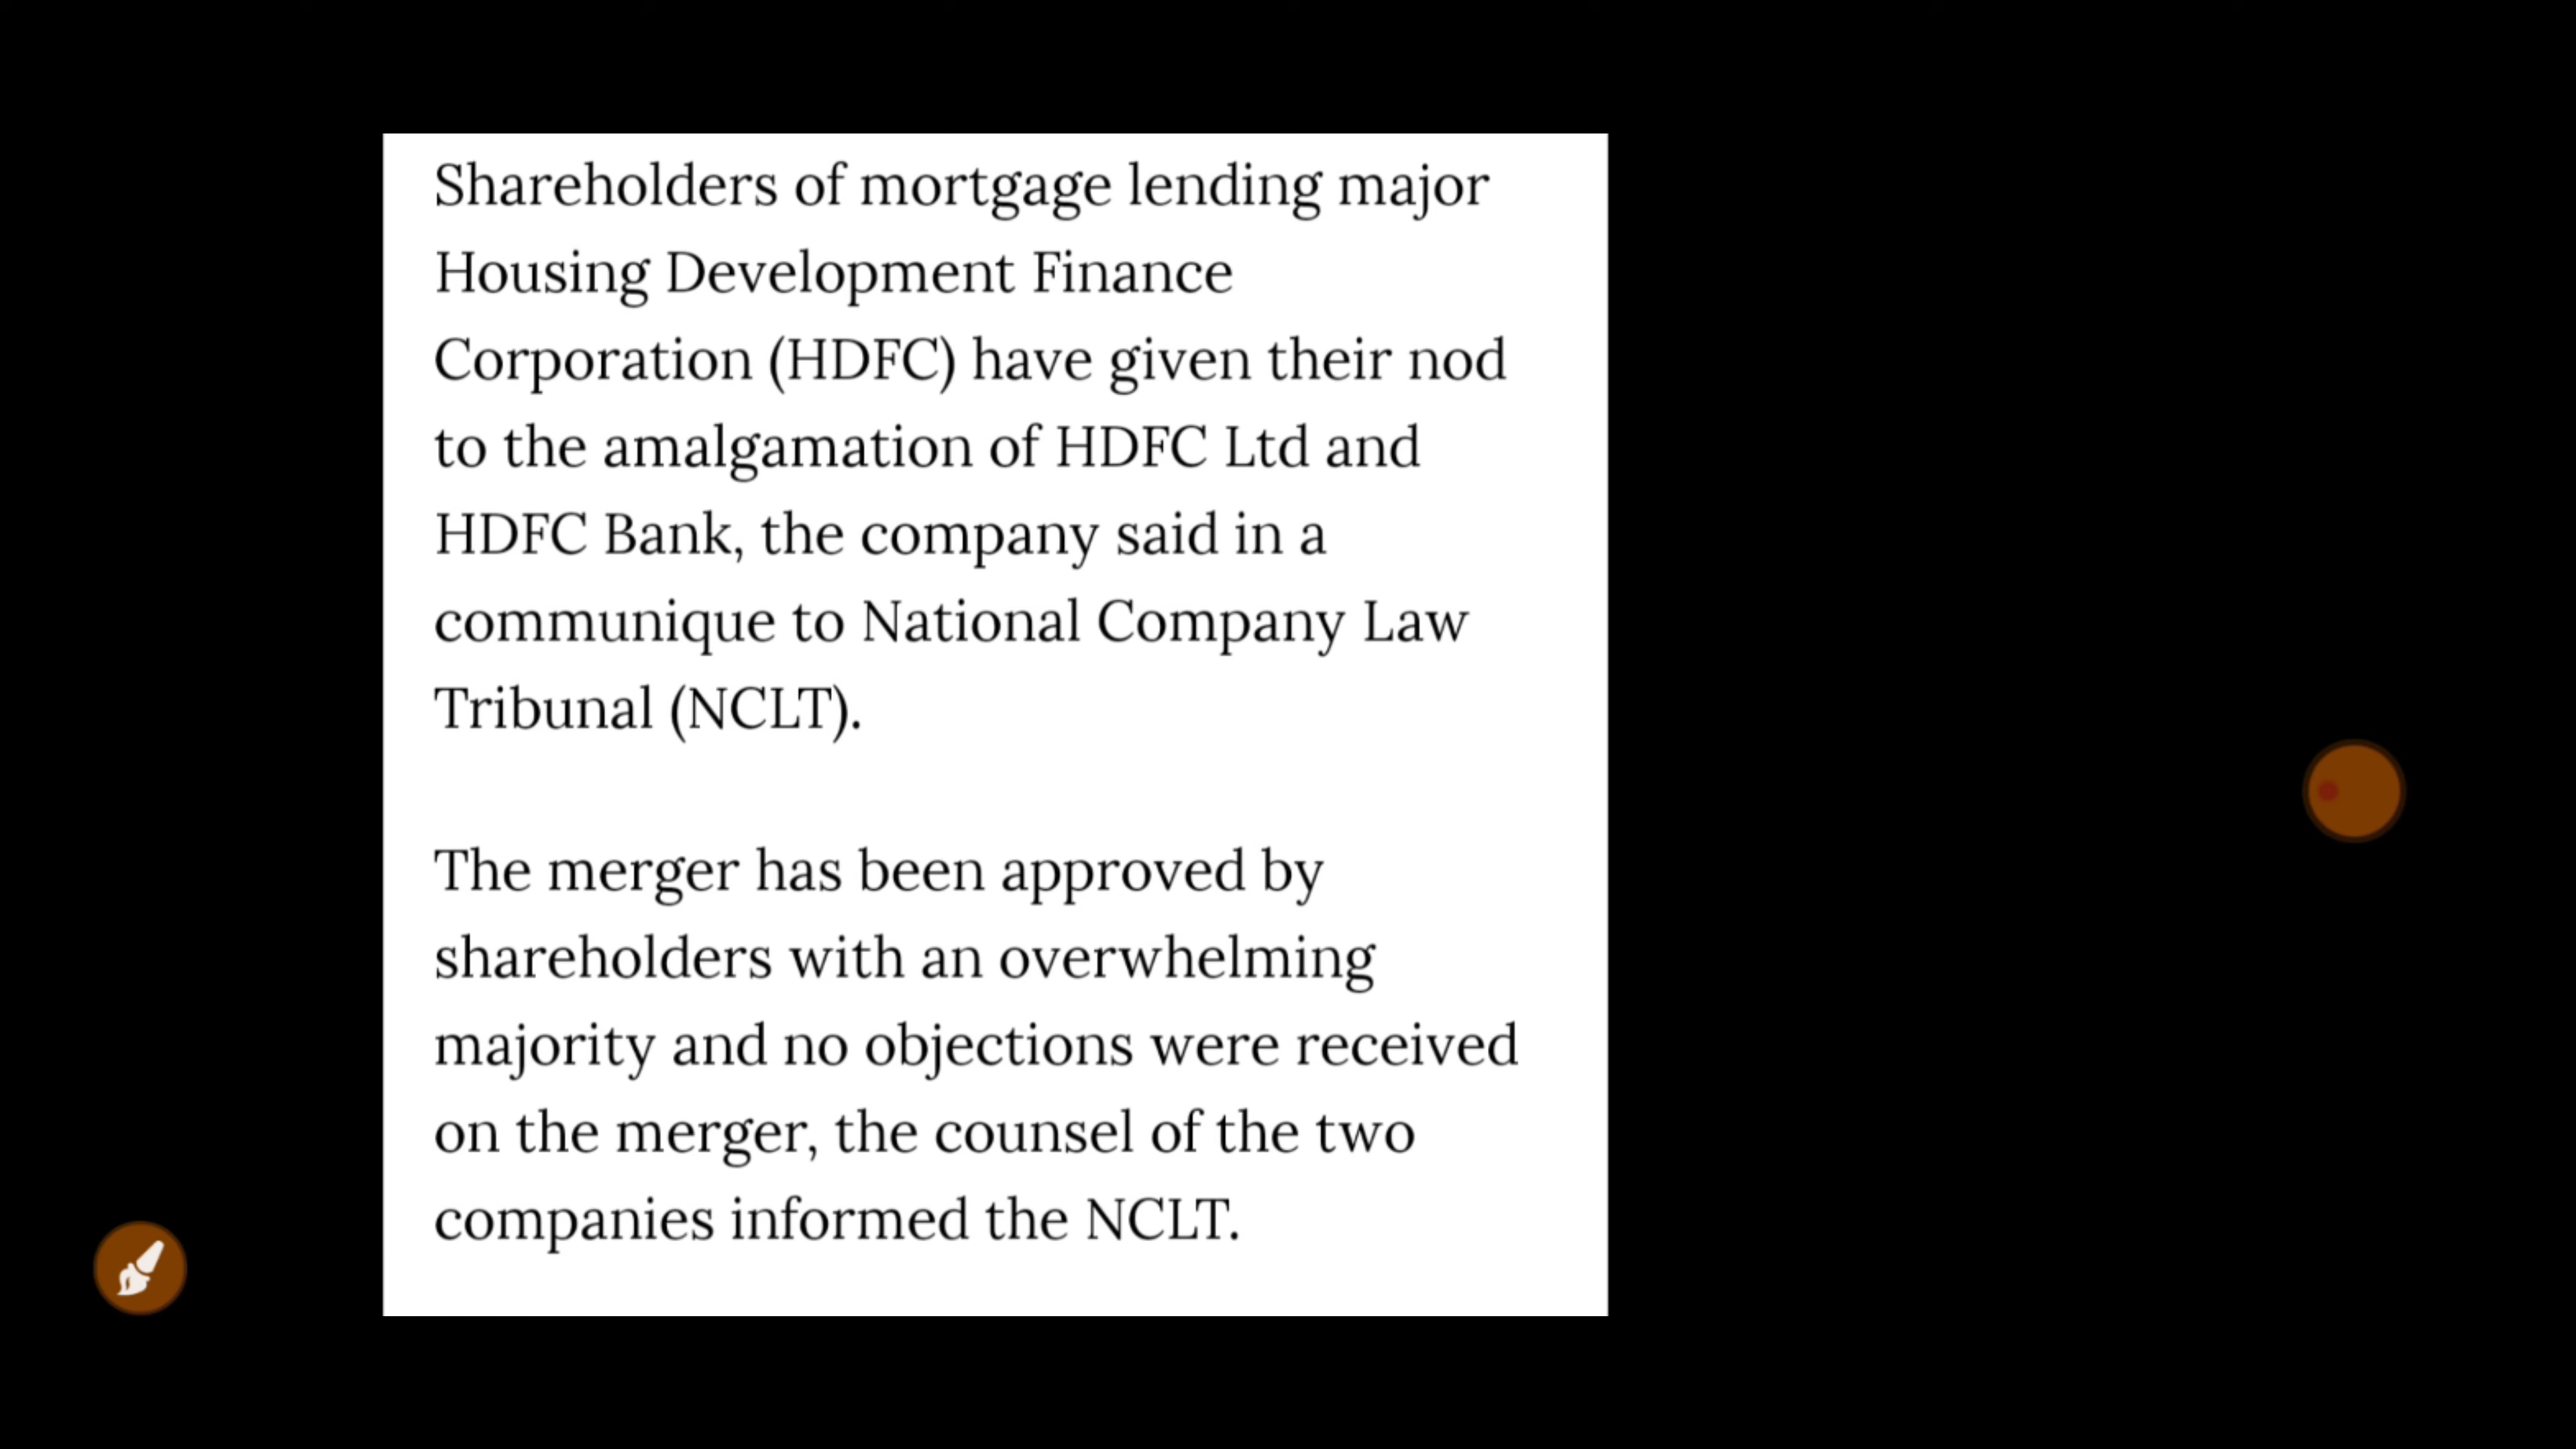 Shareholders of mortgage lending major
Housing Development Finance
Corporation (HDFC) have given their nod
to the amalgamation of HDFC Ltd and
HDFC Bank, the company said in a
communique to National Company Law
Tribunal (NCLT).
The merger has been approved by
shareholders with an overwhelming
majority and no objections were received
on the merger, the counsel of the two
companies informed the NCLT.